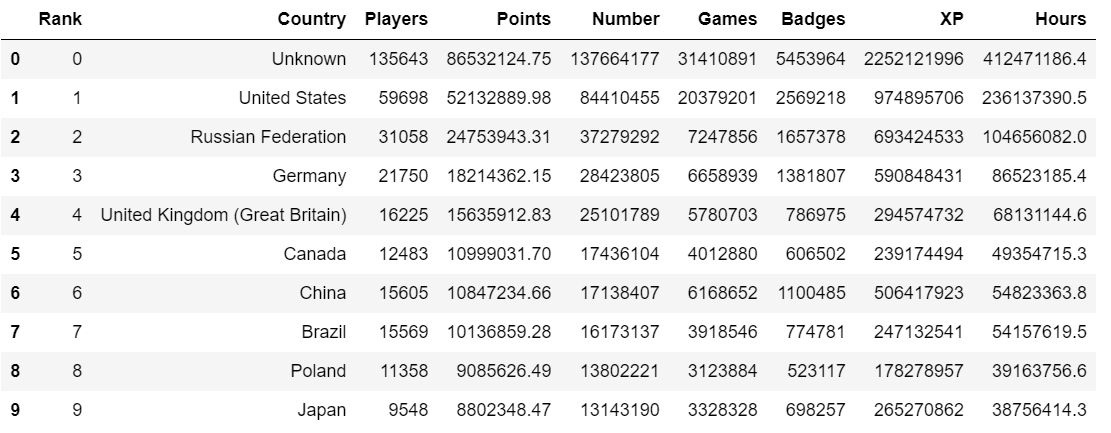 Rank Country Players Points Number Games Badges XP Hours
0 0 Unknown 135643 86532124.75 137664177 31410891 5453964 2252121996 412471186.4
1 1 United States 59698 52132889.98 84410455 20379201 2569218 974895706 236137390.5
2 2 Russian Federation 31058 24753943.31 37279292 7247856 1657378 693424533 104656082.0
3 3 Germany 21750 18214362.15 28423805 6658939 1381807 590848431 86523185.4
4 4 United Kingdom (Great Britain) 16225 15635912.83 25101789 5780703 786975 294574732 68131144.6
5 5 Canada 12483 10999031.70 17436104 4012880 606502 239174494 49354715.3
6 6 China 15605 10847234.66 17138407 6168652 1100485 506417923 54823363.8
7 7 Brazil 15569 10136859.28 16173137 3918546 774781 247132541 54157619.5
8 8 Poland 11358 9085626.49 13802221 3123884 523117 178278957 39163756.6
9 9 Japan 9548 8802348.47 13143190 3328328 698257 265270862 38756414.3